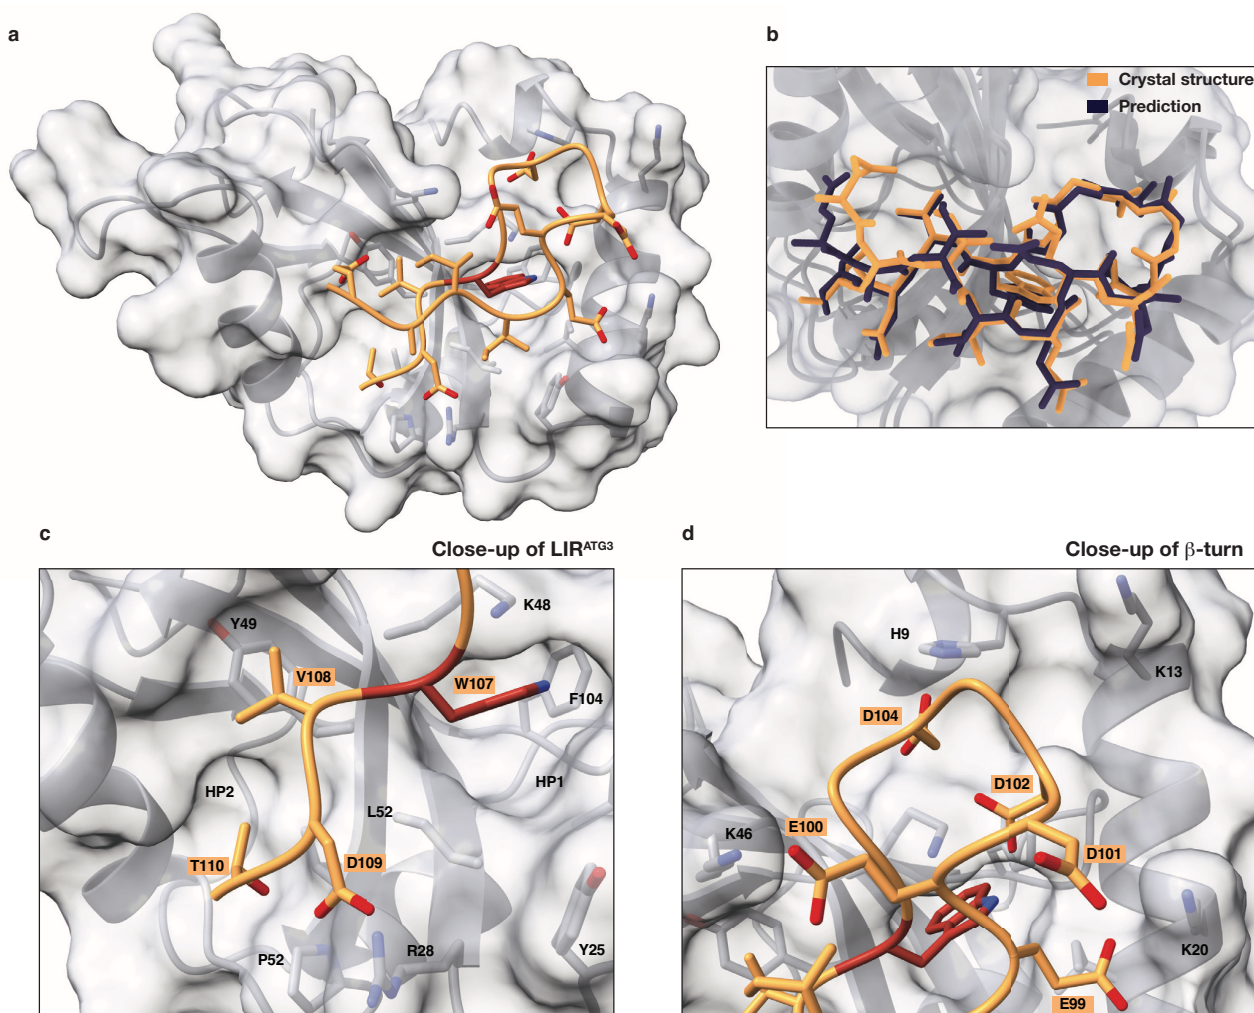 a
b
Crystal structure
Prediction
c
Close-up of LIRATG3
K48
Y49
V108
W107
F104
HP1
HP2
L52
T110
D109
P52
R28
Y25
d
Close-up of β-turn
H9
K13
D104
D102
E100
K46
D101
K20
E99